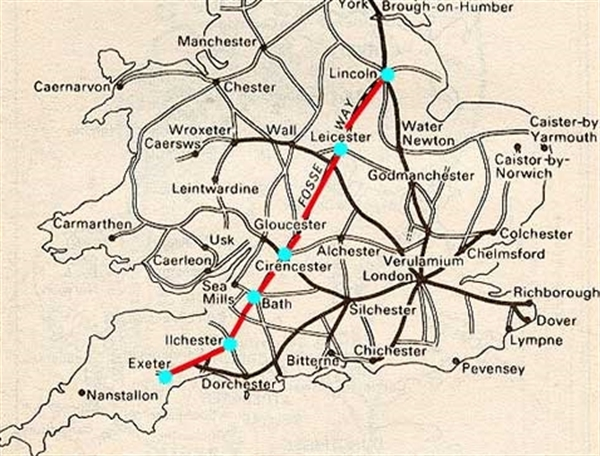 York
Brough-on-Humber
Manchester
Lincoln
Caernarvon
Chester
WAY
Caister-by
Yarmouth
Wroxeter
Wall
Leicester
Water
Newton
Caersws
Caistor-by-
Norwich
Leintwardine
Godmanchester
FOSSE
Carmarthen
Gloucester
Colchester
Usk
Alchester
Verulamium
Chelmsford
Caerleon
Cirencester
London
Sea
Mills
Bath
Richborough
Silchester
Dover
Ilchester
Lympne
Exeter
Bitterne
Chichester
Pevensey
Nanstallon
Dorchester